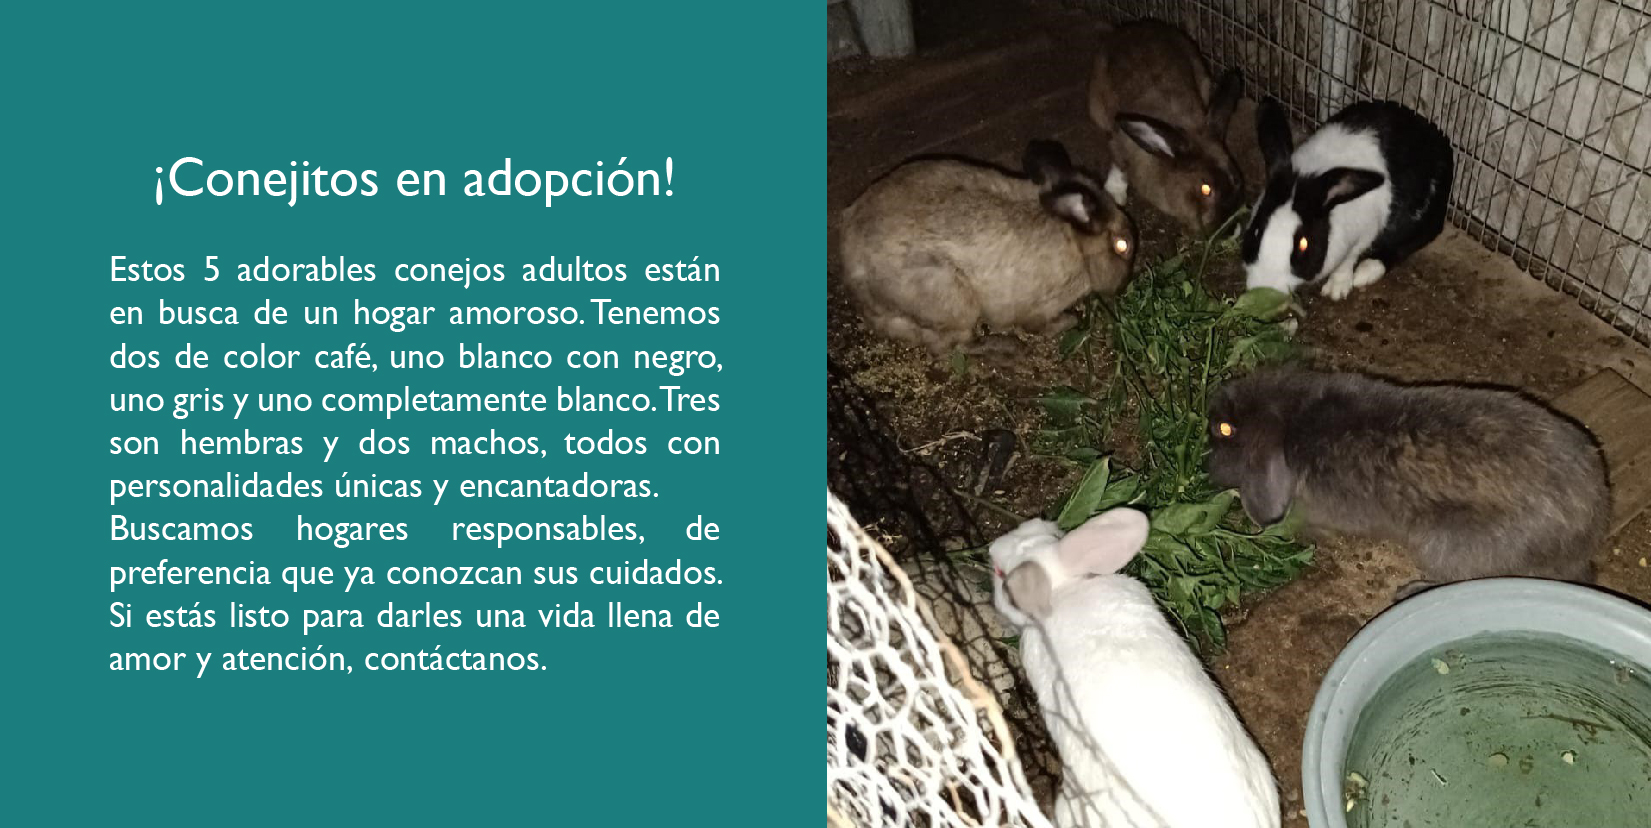 ¡Conejitos en adopción!
Estos 5 adorables conejos adultos están
en busca de un hogar amoroso. Tenemos
dos de color café, uno blanco con negro,
uno gris y uno completamente blanco. Tres
son hembras y dos machos, todos con
personalidades únicas y encantadoras.
Buscamos hogares responsables, de
preferencia que ya conozcan sus cuidados.
Si estás listo para darles una vida llena de
amor y atención, contáctanos.